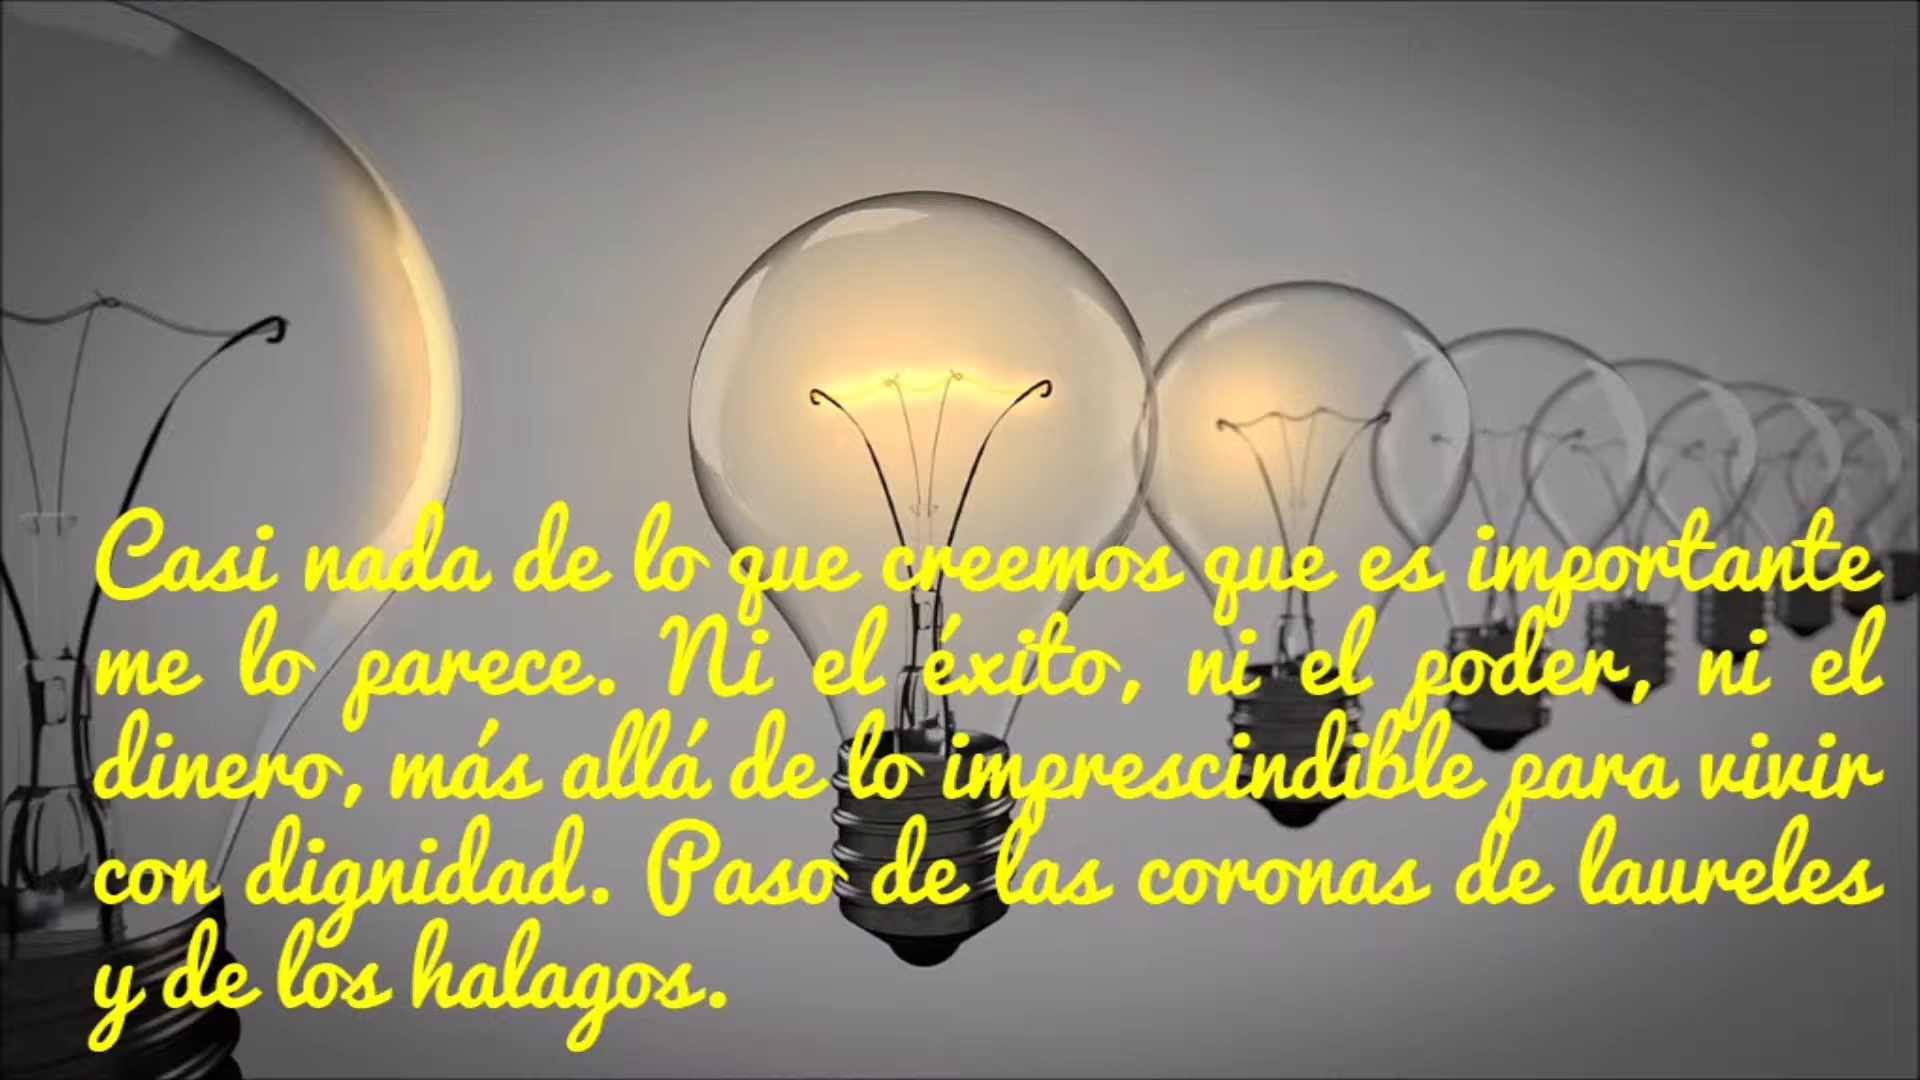 Casi nada de lo que creemos que es importante
me lo parece. Ni el éxito, ni el poder, ni el
dinero, más allá de lo imprescindible para vivir
con dignidad. Paso de las coronas de laureles
y de los halagos.